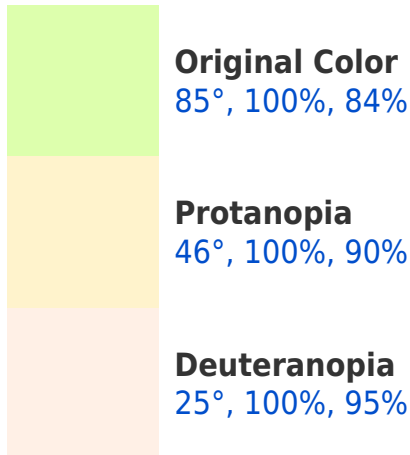 Original Color
85°, 100%, 84%
Protanopia
46°, 100%, 90%
Deuteranopia
25°, 100%, 95%